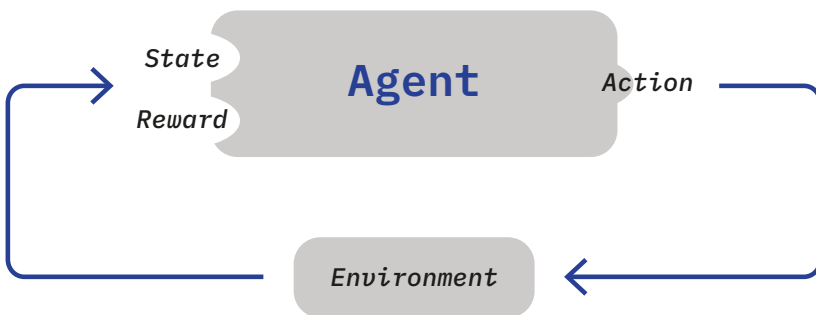 State
Agent
Action
Reward
Environment